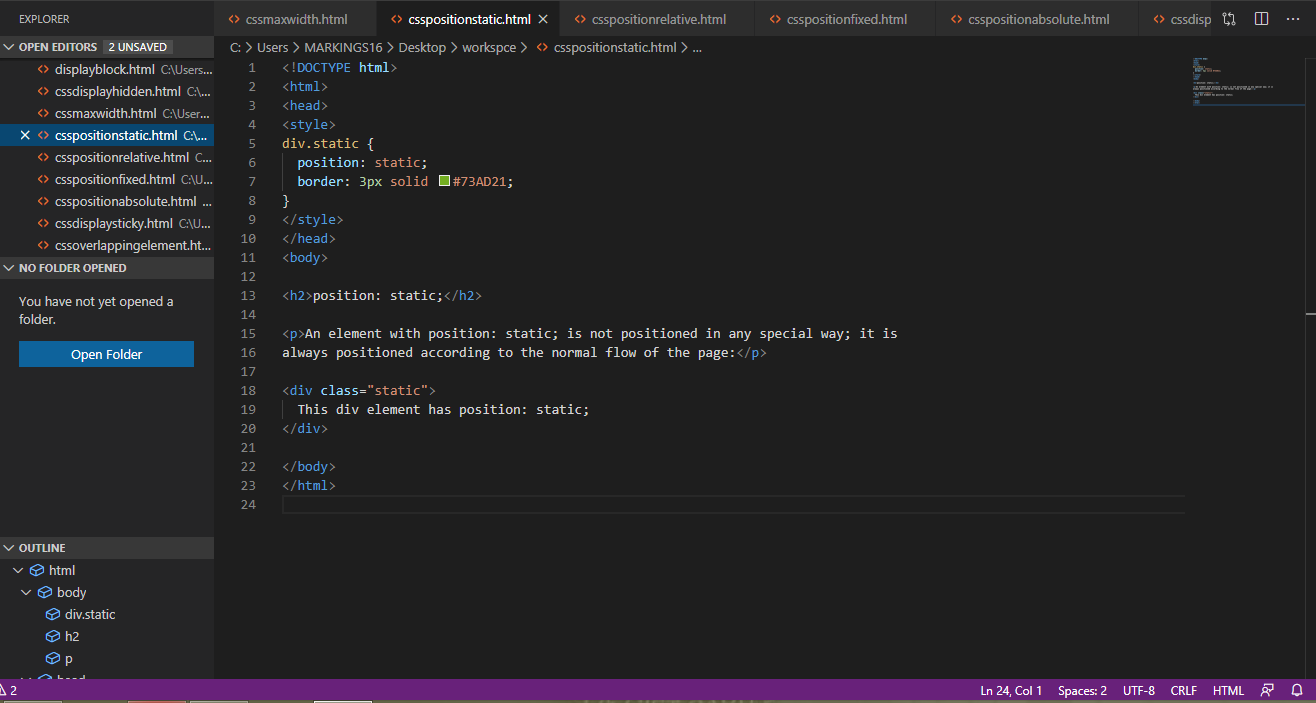 EXPLORER
OPEN EDITORS 2 UNSAVED
displayblock.html C:\Users...
cssdisplayhidden.html C:\...
cssmaxwidth.html C:\User...
csspositionstatic.html C:\...
csspositionrelative.html C...
csspositionfixed.html C:\U...
csspositionabsolute.html ...
cssdisplaysticky.html C:\U...
cssoverlappingelement.ht...
NO FOLDER OPENED
You have not yet opened a
folder.
Open Folder
OUTLINE
html
body
div.static
h2
p
head
cssmaxwidth.html
csspositionstatic.html
csspositionrelative.html
csspositionfixed.html
csspositionabsolute.html
cssdisp
C: > Users > MARKINGS16 > Desktop > workspce > csspositionstatic.html > ...
1 <!DOCTYPE html>
2 <html>
3 <head>
4 <style>
5 div.static {
6 position: static;
7 border: 3px solid #73AD21;
8 }
9 </style>
10 </head>
11 <body>
12
13 <h2>position: static;</h2>
14
15 <p>An element with position: static; is not positioned in any special way; it is
16 always positioned according to the normal flow of the page:</p>
17
18 <div class="static">
19 This div element has position: static;
20 </div>
21
22 </body>
23 </html>
24
2
Ln 24, Col 1 Spaces: 2 UTF-8 CRLF HTML